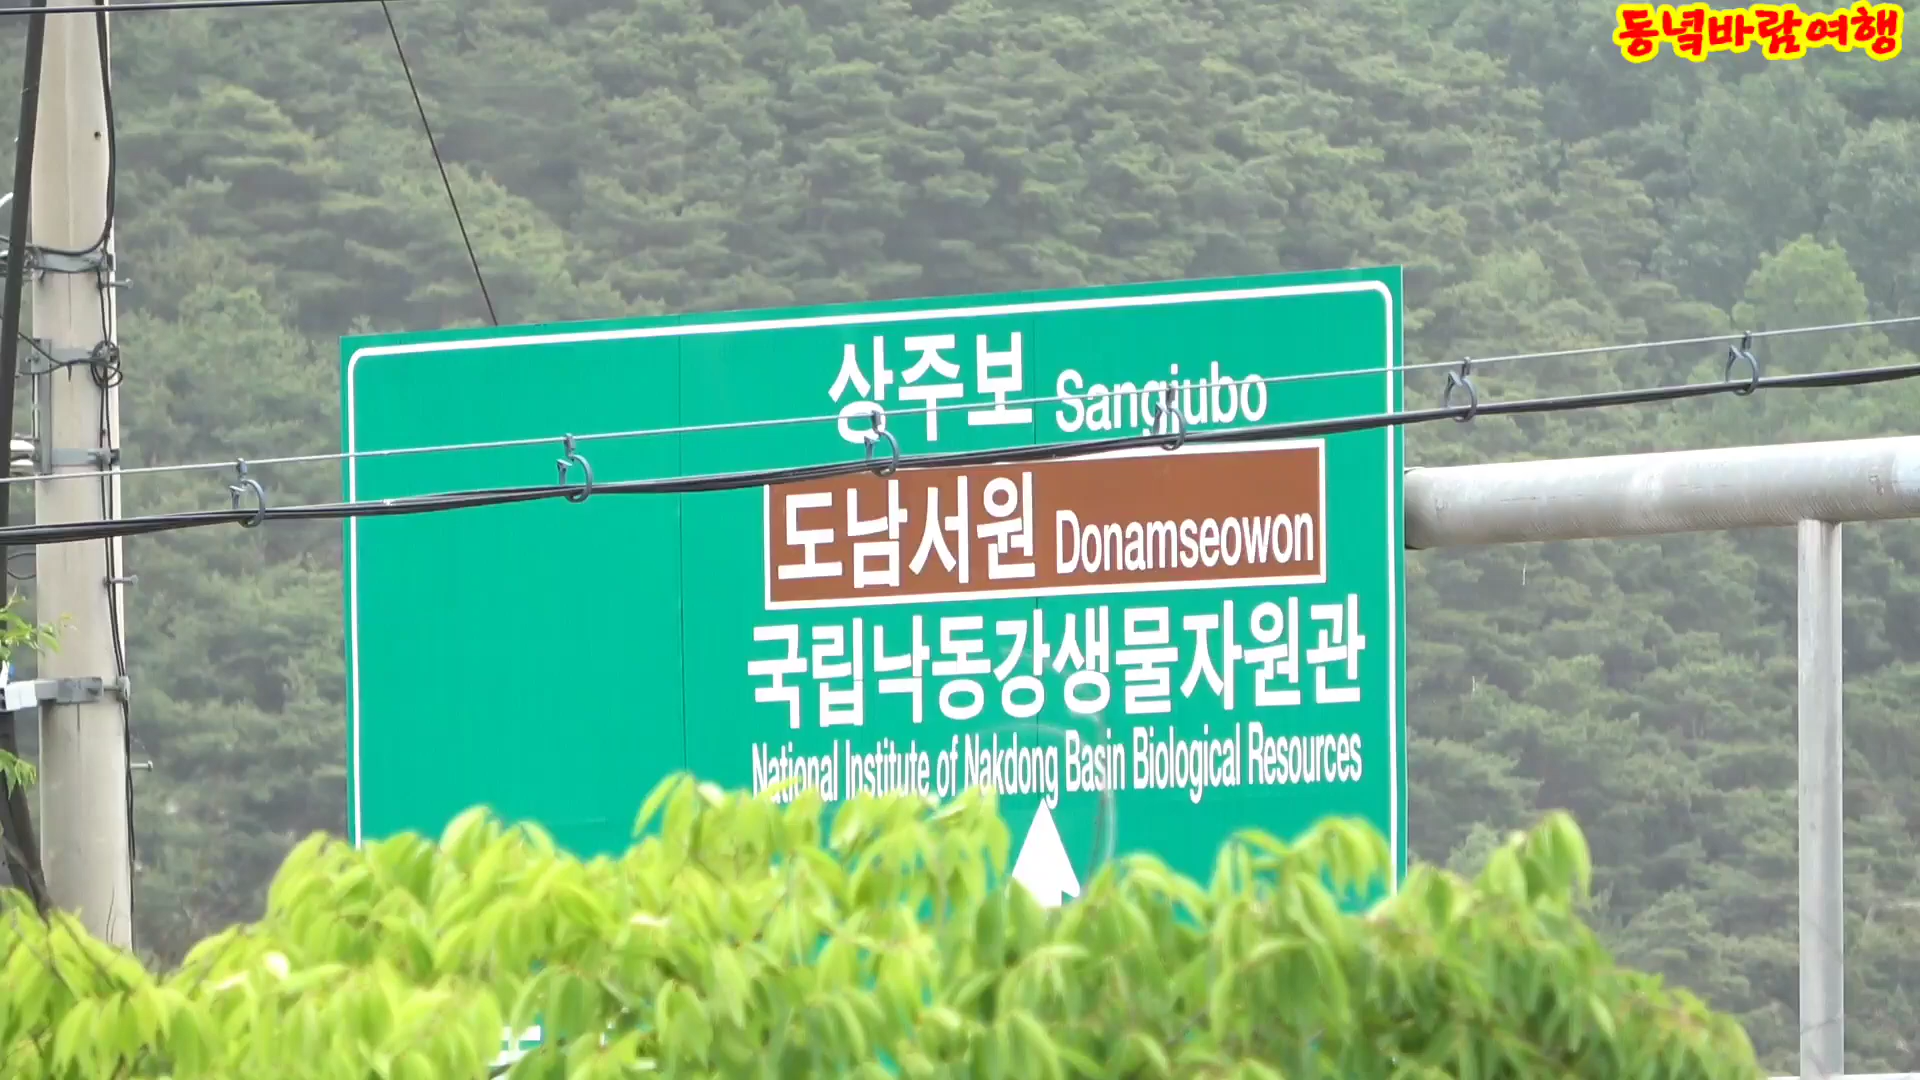 동녘바람여행
상주보 Sangjubo
도남서원 Donamseowon
국립낙동강생물자원관
National Institute of Nakdong Basin Biological Resources